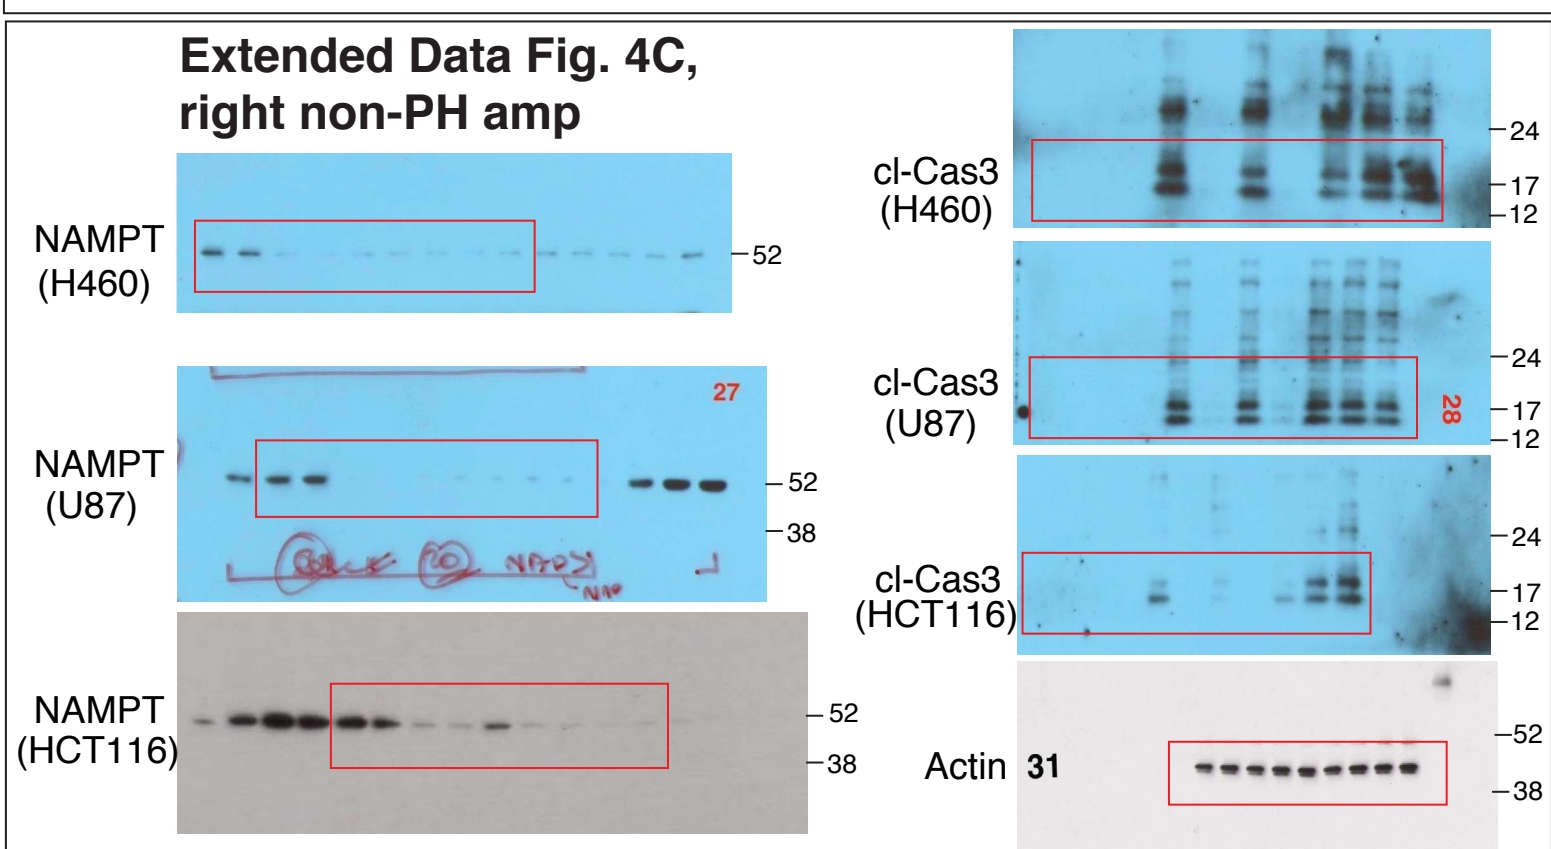 Extended Data Fig. 4C,
right non-PH amp
NAMPT
(H460)
52
NAMPT
(U87)
27
52
38
NAMPT
(HCT116)
52
38
cl-Cas3
(H460)
24
17
12
cl-Cas3
(U87)
24
28
17
12
cl-Cas3
(HCT116)
24
17
12
Actin 31
52
38